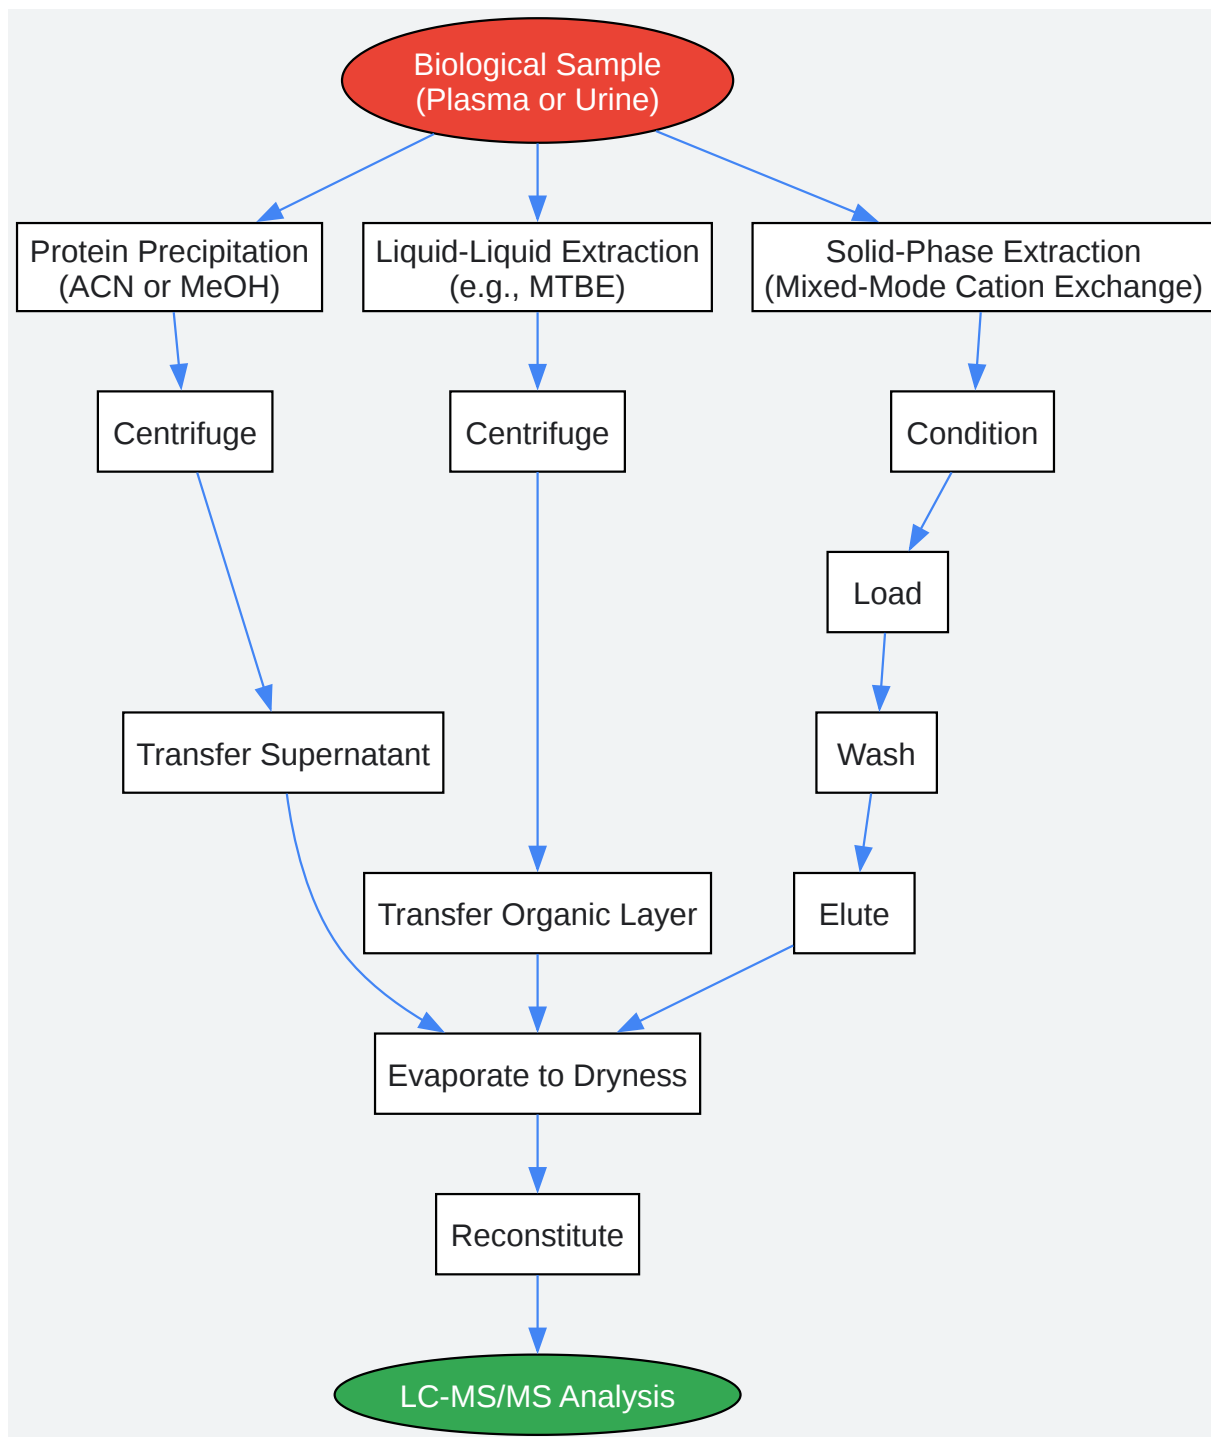 Biological Sample
(Plasma or Urine)
Protein Precipitation
(ACN or MeOH)
Liquid-Liquid Extraction
(e.g., MTBE)
Solid-Phase Extraction
(Mixed-Mode Cation Exchange)
Centrifuge
Centrifuge
Condition
Load
Transfer Supernatant
Wash
Transfer Organic Layer
Elute
Evaporate to Dryness
Reconstitute
LC-MS/MS Analysis